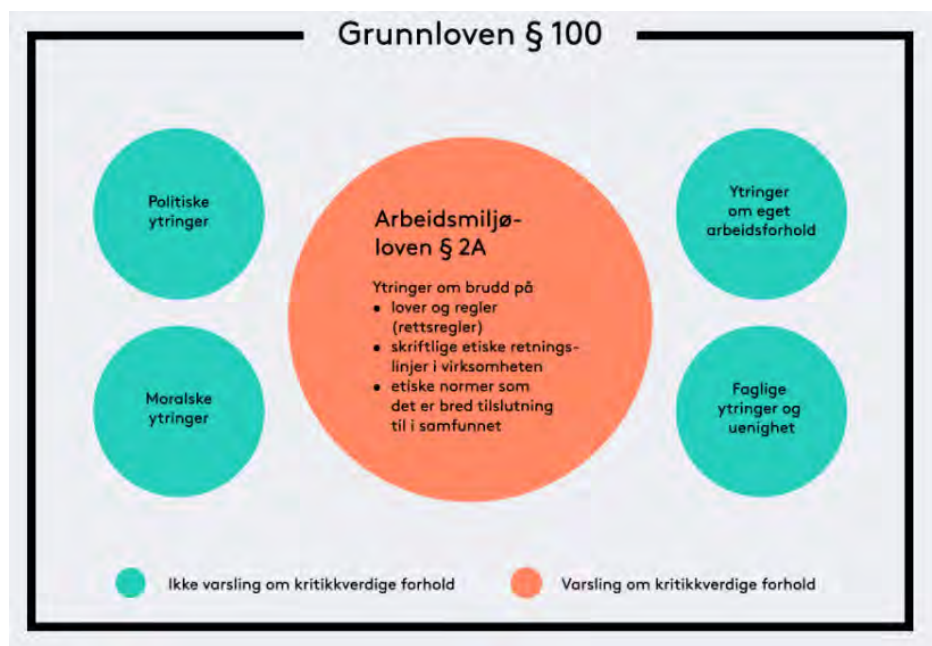 Grunnloven § 100
Politiske
ytringer
Moralske
ytringer
Arbeidsmiljø-
loven § 2A
Ytringer om brudd på
• lover og regler
(rettsregler)
• skriftlige etiske retnings-
linjer i virksomheten
• etiske normer som
det er bred tilslutning
til i samfunnet
Ytringer
om eget
arbeidsforhold
Faglige
ytringer og
uenighet
Ikke varsling om kritikkverdige forhold
Varsling om kritikkverdige forhold